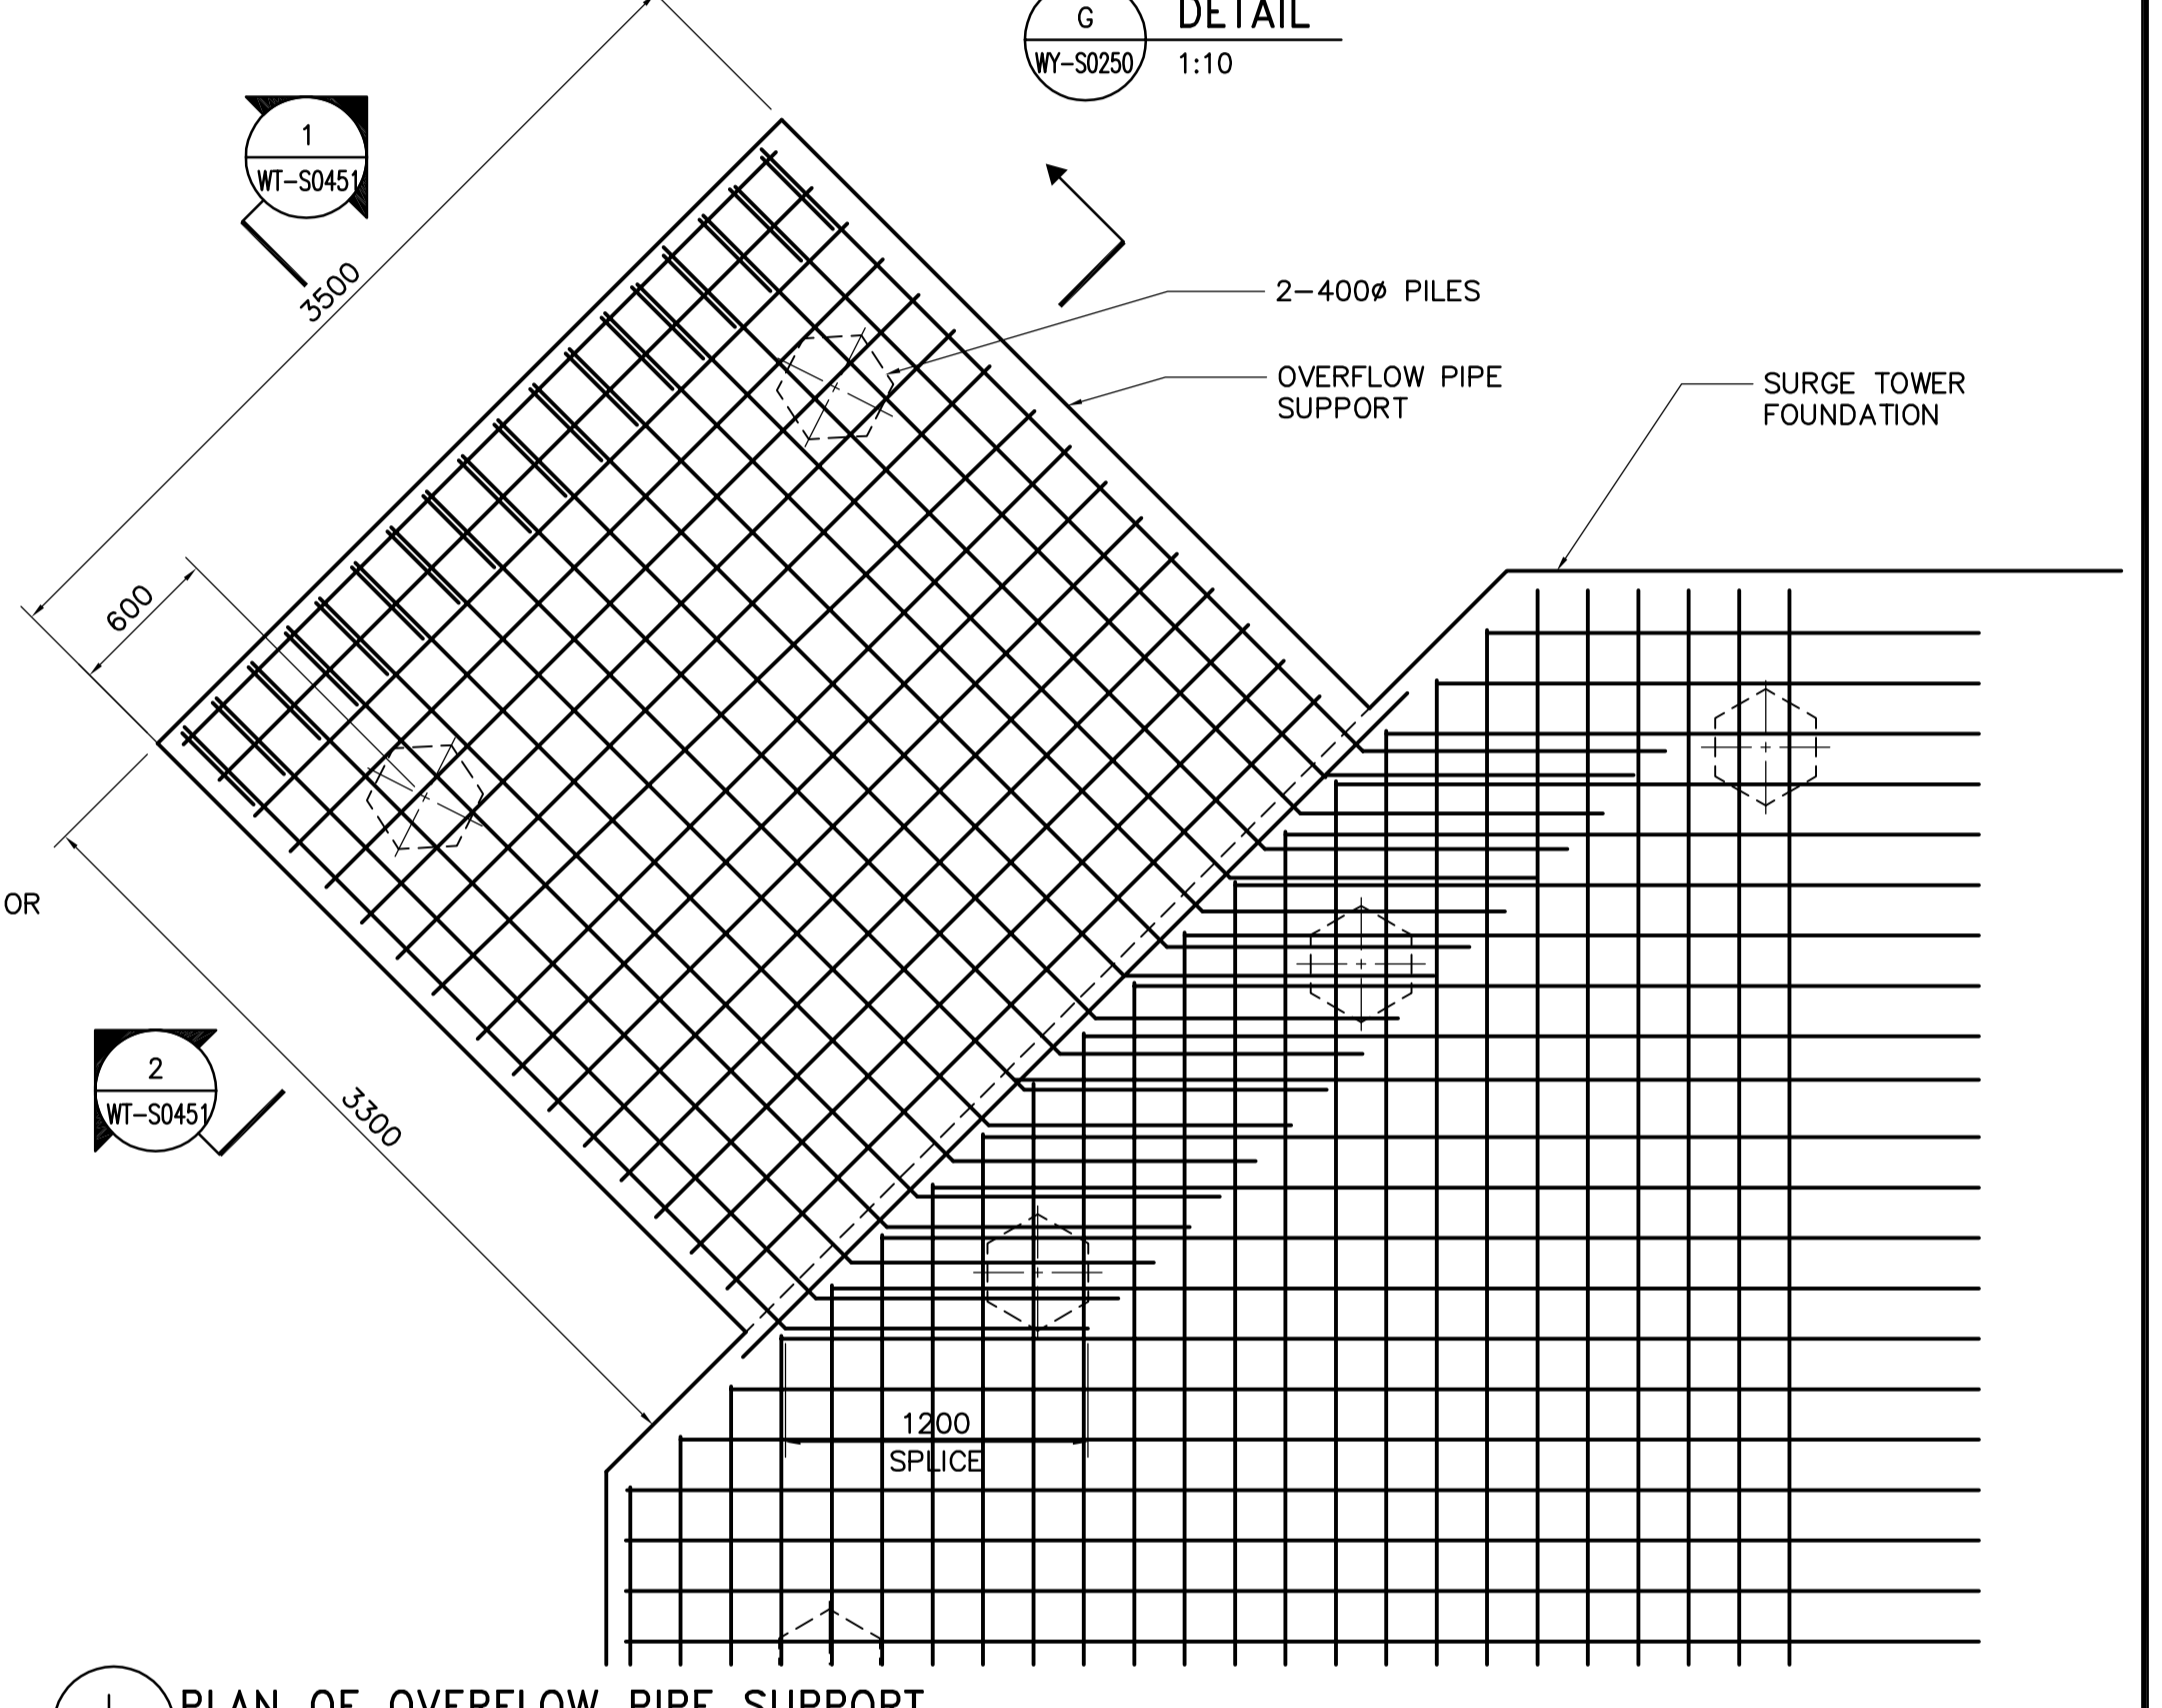 G
DETAIL
WY-S0250
1:10
1
WT-S0451
3500
2-400ø PILES
OVERFLOW PIPE
SUPPORT
SURGE TOWER
FOUNDATION
600
OR
2
WT-S0451
3300
1200
SPLICE
PLAN OF OVERFLOW PIPE SUPPORT